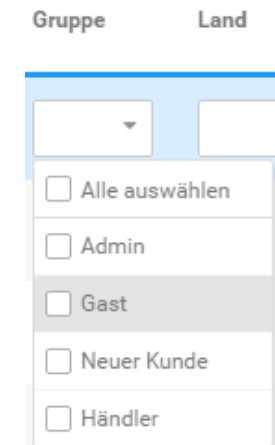 Gruppe Land
Alle auswählen
Admin
Gast
Neuer Kunde
Händler